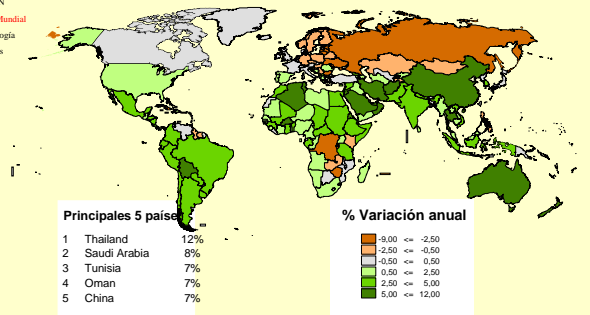 N
Mundial
ogía
s
Principales 5 paíse
1 Thailand 12%
2 Saudi Arabia 8%
3 Tunisia 7%
4 Oman 7%
5 China 7%
% Variación anual
-9,00 <= -2,50
-2,50 <= -0,50
-0,50 <= 0,50
0,50 <= 2,50
2,50 <= 5,00
5,00 <= 12,00